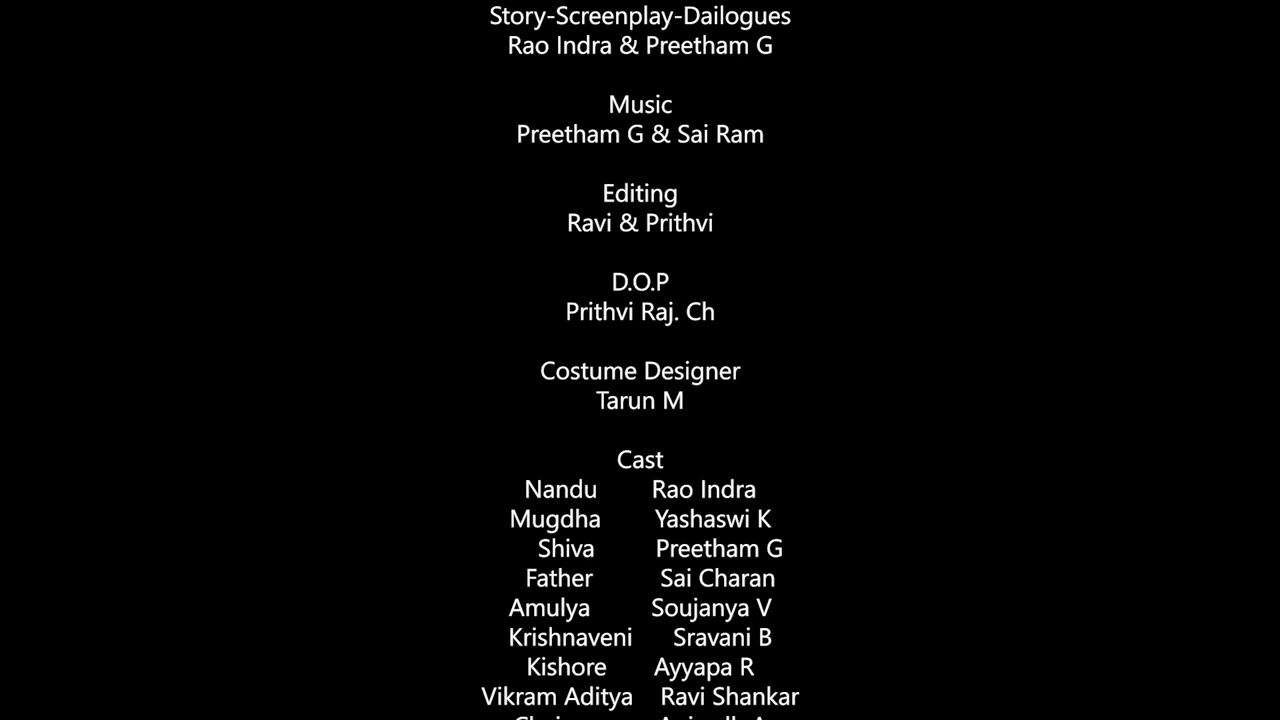 Story-Screenplay-Dailogues
Rao Indra & Preetham G
Music
Preetham G & Sai Ram
Editing
Ravi & Prithvi
D.O.P
Prithvi Raj. Ch
Costume Designer
Tarun M
Cast
Nandu Rao Indra
Mugdha Yashaswi K
Shiva Preetham G
Father Sai Charan
Amulya Soujanya V
Krishnaveni Sravani B
Kishore Ayyapa R
Vikram Aditya Ravi Shankar